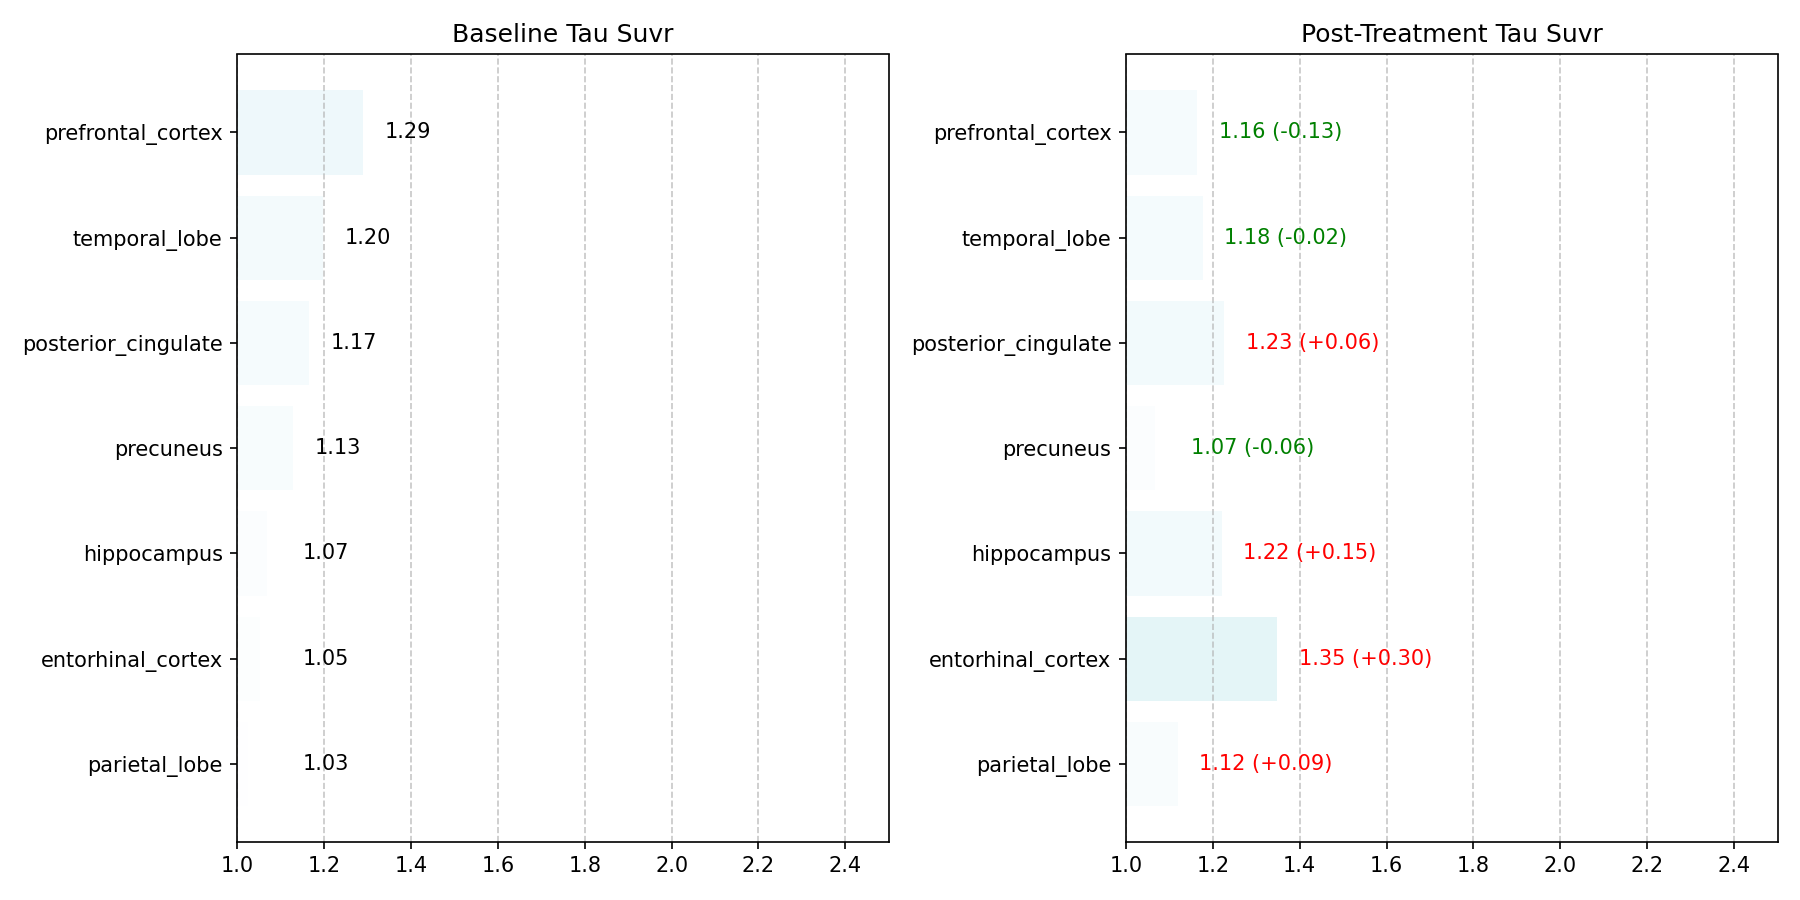 Baseline Tau Suvr
prefrontal_cortex 1.29
temporal_lobe 1.20
posterior_cingulate 1.17
precuneus 1.13
hippocampus 1.07
entorhinal_cortex 1.05
parietal_lobe 1.03
1.0 1.2 1.4 1.6 1.8 2.0 2.2 2.4
Post-Treatment Tau Suvr
prefrontal_cortex 1.16 (-0.13)
temporal_lobe 1.18 (-0.02)
posterior_cingulate 1.23 (+0.06)
precuneus 1.07 (-0.06)
hippocampus 1.22 (+0.15)
entorhinal_cortex 1.35 (+0.30)
parietal_lobe 1.12 (+0.09)
1.0 1.2 1.4 1.6 1.8 2.0 2.2 2.4